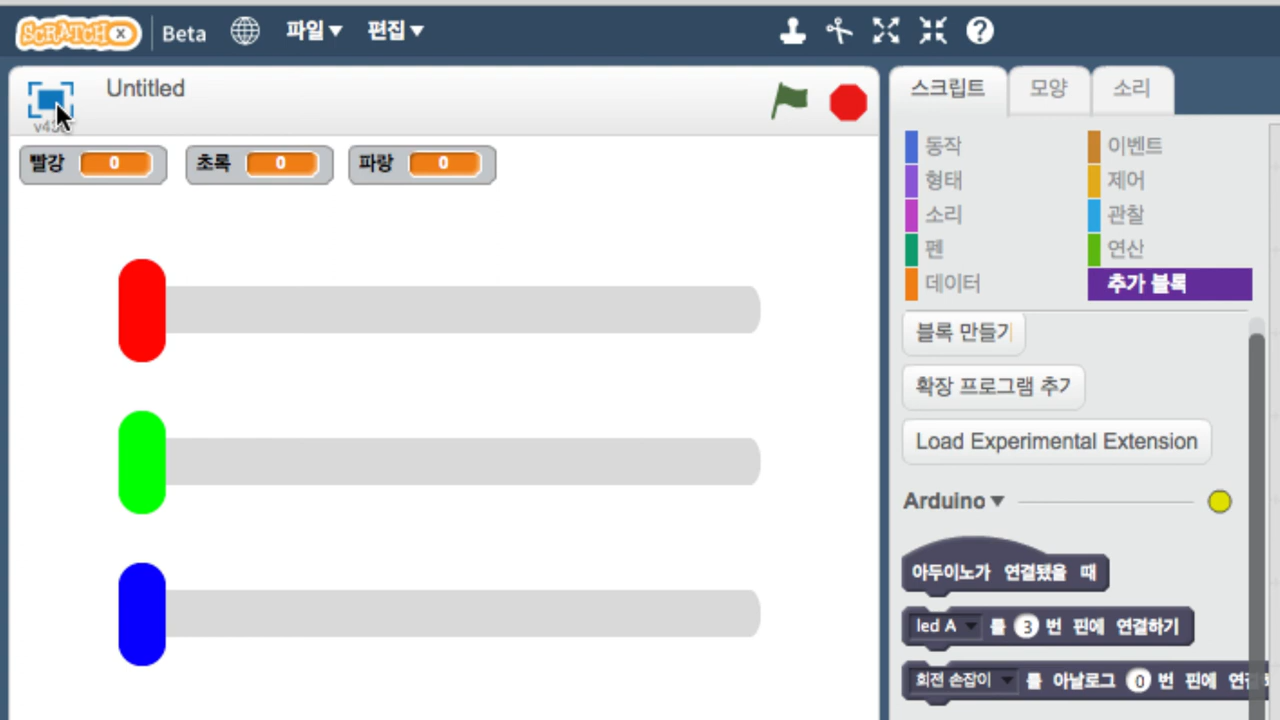 SCRATCH X Beta 파일 편집
Untitled
스크립트 모양 소리
빨강 0 초록 0 파랑 0
동작 이벤트
형태 제어
소리 관찰
펜 연산
데이터 추가 블록
블록 만들기
확장 프로그램 추가
Load Experimental Extension
Arduino
아두이노가 연결됐을 때
led A 를 3 번 핀에 연결하기
회전 손잡이 를 아날로그 0 번 핀에